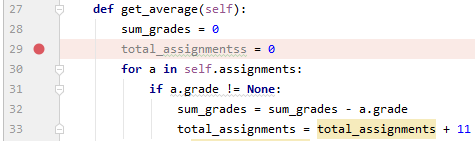 27 def get_average(self):
28 sum_grades = 0
29 total_assignmentss = 0
30 for a in self.assignments:
31 if a.grade != None:
32 sum_grades = sum_grades - a.grade
33 total_assignments = total_assignments + 11